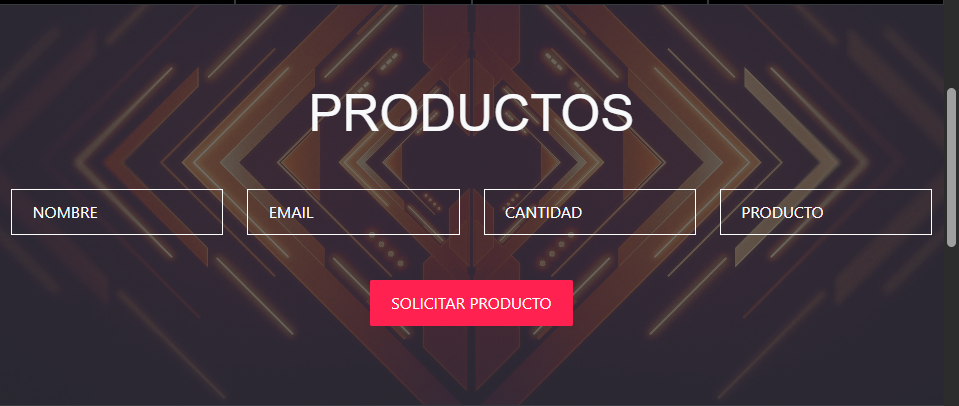 PRODUCTOS
NOMBRE
EMAIL
CANTIDAD
PRODUCTO
SOLICITAR PRODUCTO